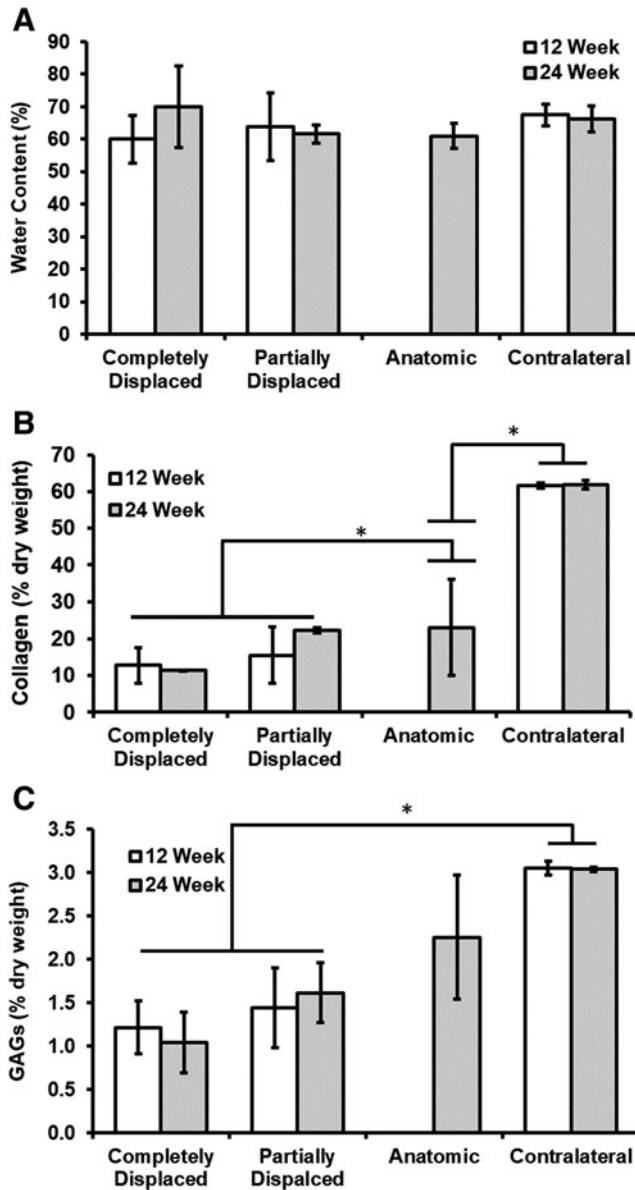 A
12 Week
24 Week
Water Content (%)
90
80
70
60
50
40
30
20
10
0
Completely
Displaced
Partially
Displaced
Anatomic
Contralateral
B
12 Week
24 Week
Collagen (% dry weight)
70
60
50
40
30
20
10
0
*
*
Completely
Displaced
Partially
Displaced
Anatomic
Contralateral
C
12 Week
24 Week
GAGs (% dry weight)
3.5
3.0
2.5
2.0
1.5
1.0
0.5
0.0
*
Completely
Displaced
Partially
Dispalced
Anatomic
Contralateral